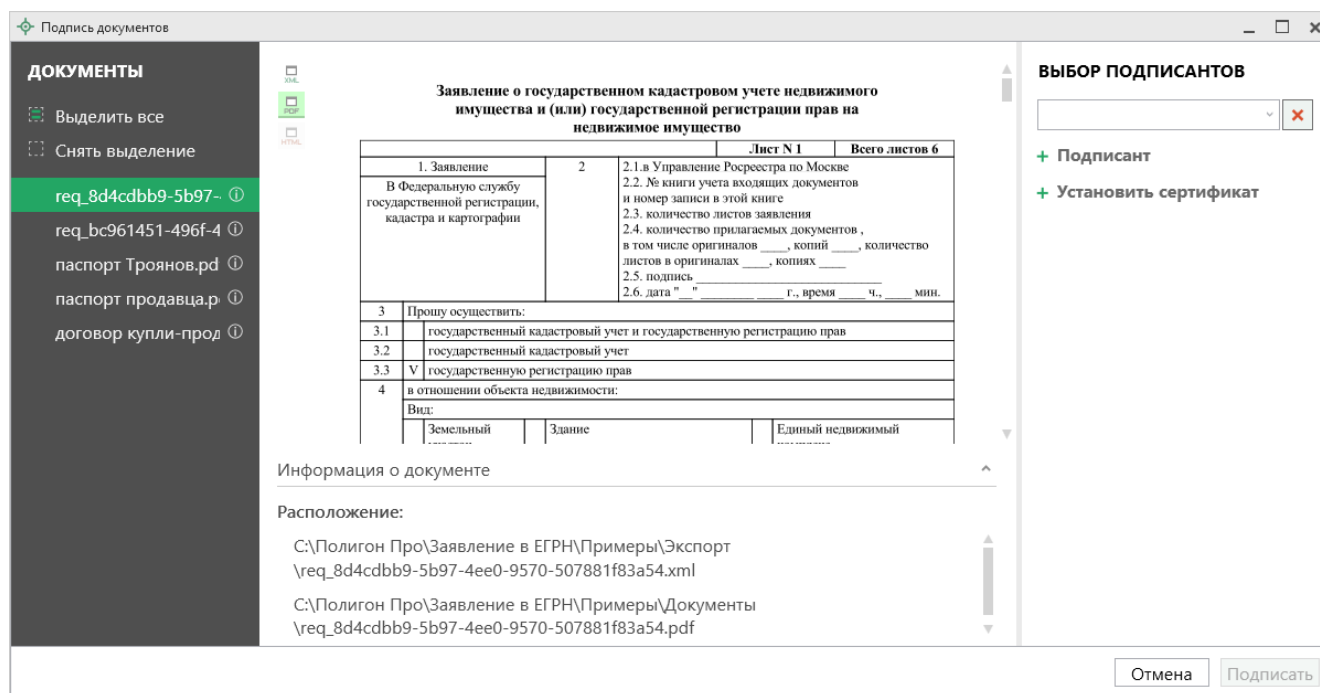 Подпись документов
ДОКУМЕНТЫ
Выделить все
Снять выделение
req_8d4cdbb9-5b97-
req_bc961451-496f-4
паспорт Троянов.pd
паспорт продавца.p
договор купли-прод
XML
PDF
HTML
Заявление о государственном кадастровом учете недвижимого
имущества и (или) государственной регистрации прав на
недвижимое имущество
Лист N 1 Всего листов 6
1. Заявление
В Федеральную службу
государственной регистрации,
кадастра и картографии
2
2.1.в Управление Росреестра по Москве
2.2. № книги учета входящих документов
и номер записи в этой книге
2.3. количество листов заявления
2.4. количество прилагаемых документов ,
в том числе оригиналов ____, копий ____, количество
листов в оригиналах ____, копиях ____
2.5. подпись ____________________________
2.6. дата "__" ________ ____ г., время ____ ч., ____ мин.
3 Прошу осуществить:
3.1 государственный кадастровый учет и государственную регистрацию прав
3.2 государственный кадастровый учет
3.3 V государственную регистрацию прав
4 в отношении объекта недвижимости:
Вид:
Земельный Здание Единый недвижимый
Информация о документе
Расположение:
C:\Полигон Про\Заявление в ЕГРН\Примеры\Экспорт
\req_8d4cdbb9-5b97-4ee0-9570-507881f83a54.xml
C:\Полигон Про\Заявление в ЕГРН\Примеры\Документы
\req_8d4cdbb9-5b97-4ee0-9570-507881f83a54.pdf
ВЫБОР ПОДПИСАНТОВ
+ Подписант
+ Установить сертификат
Отмена
Подписать